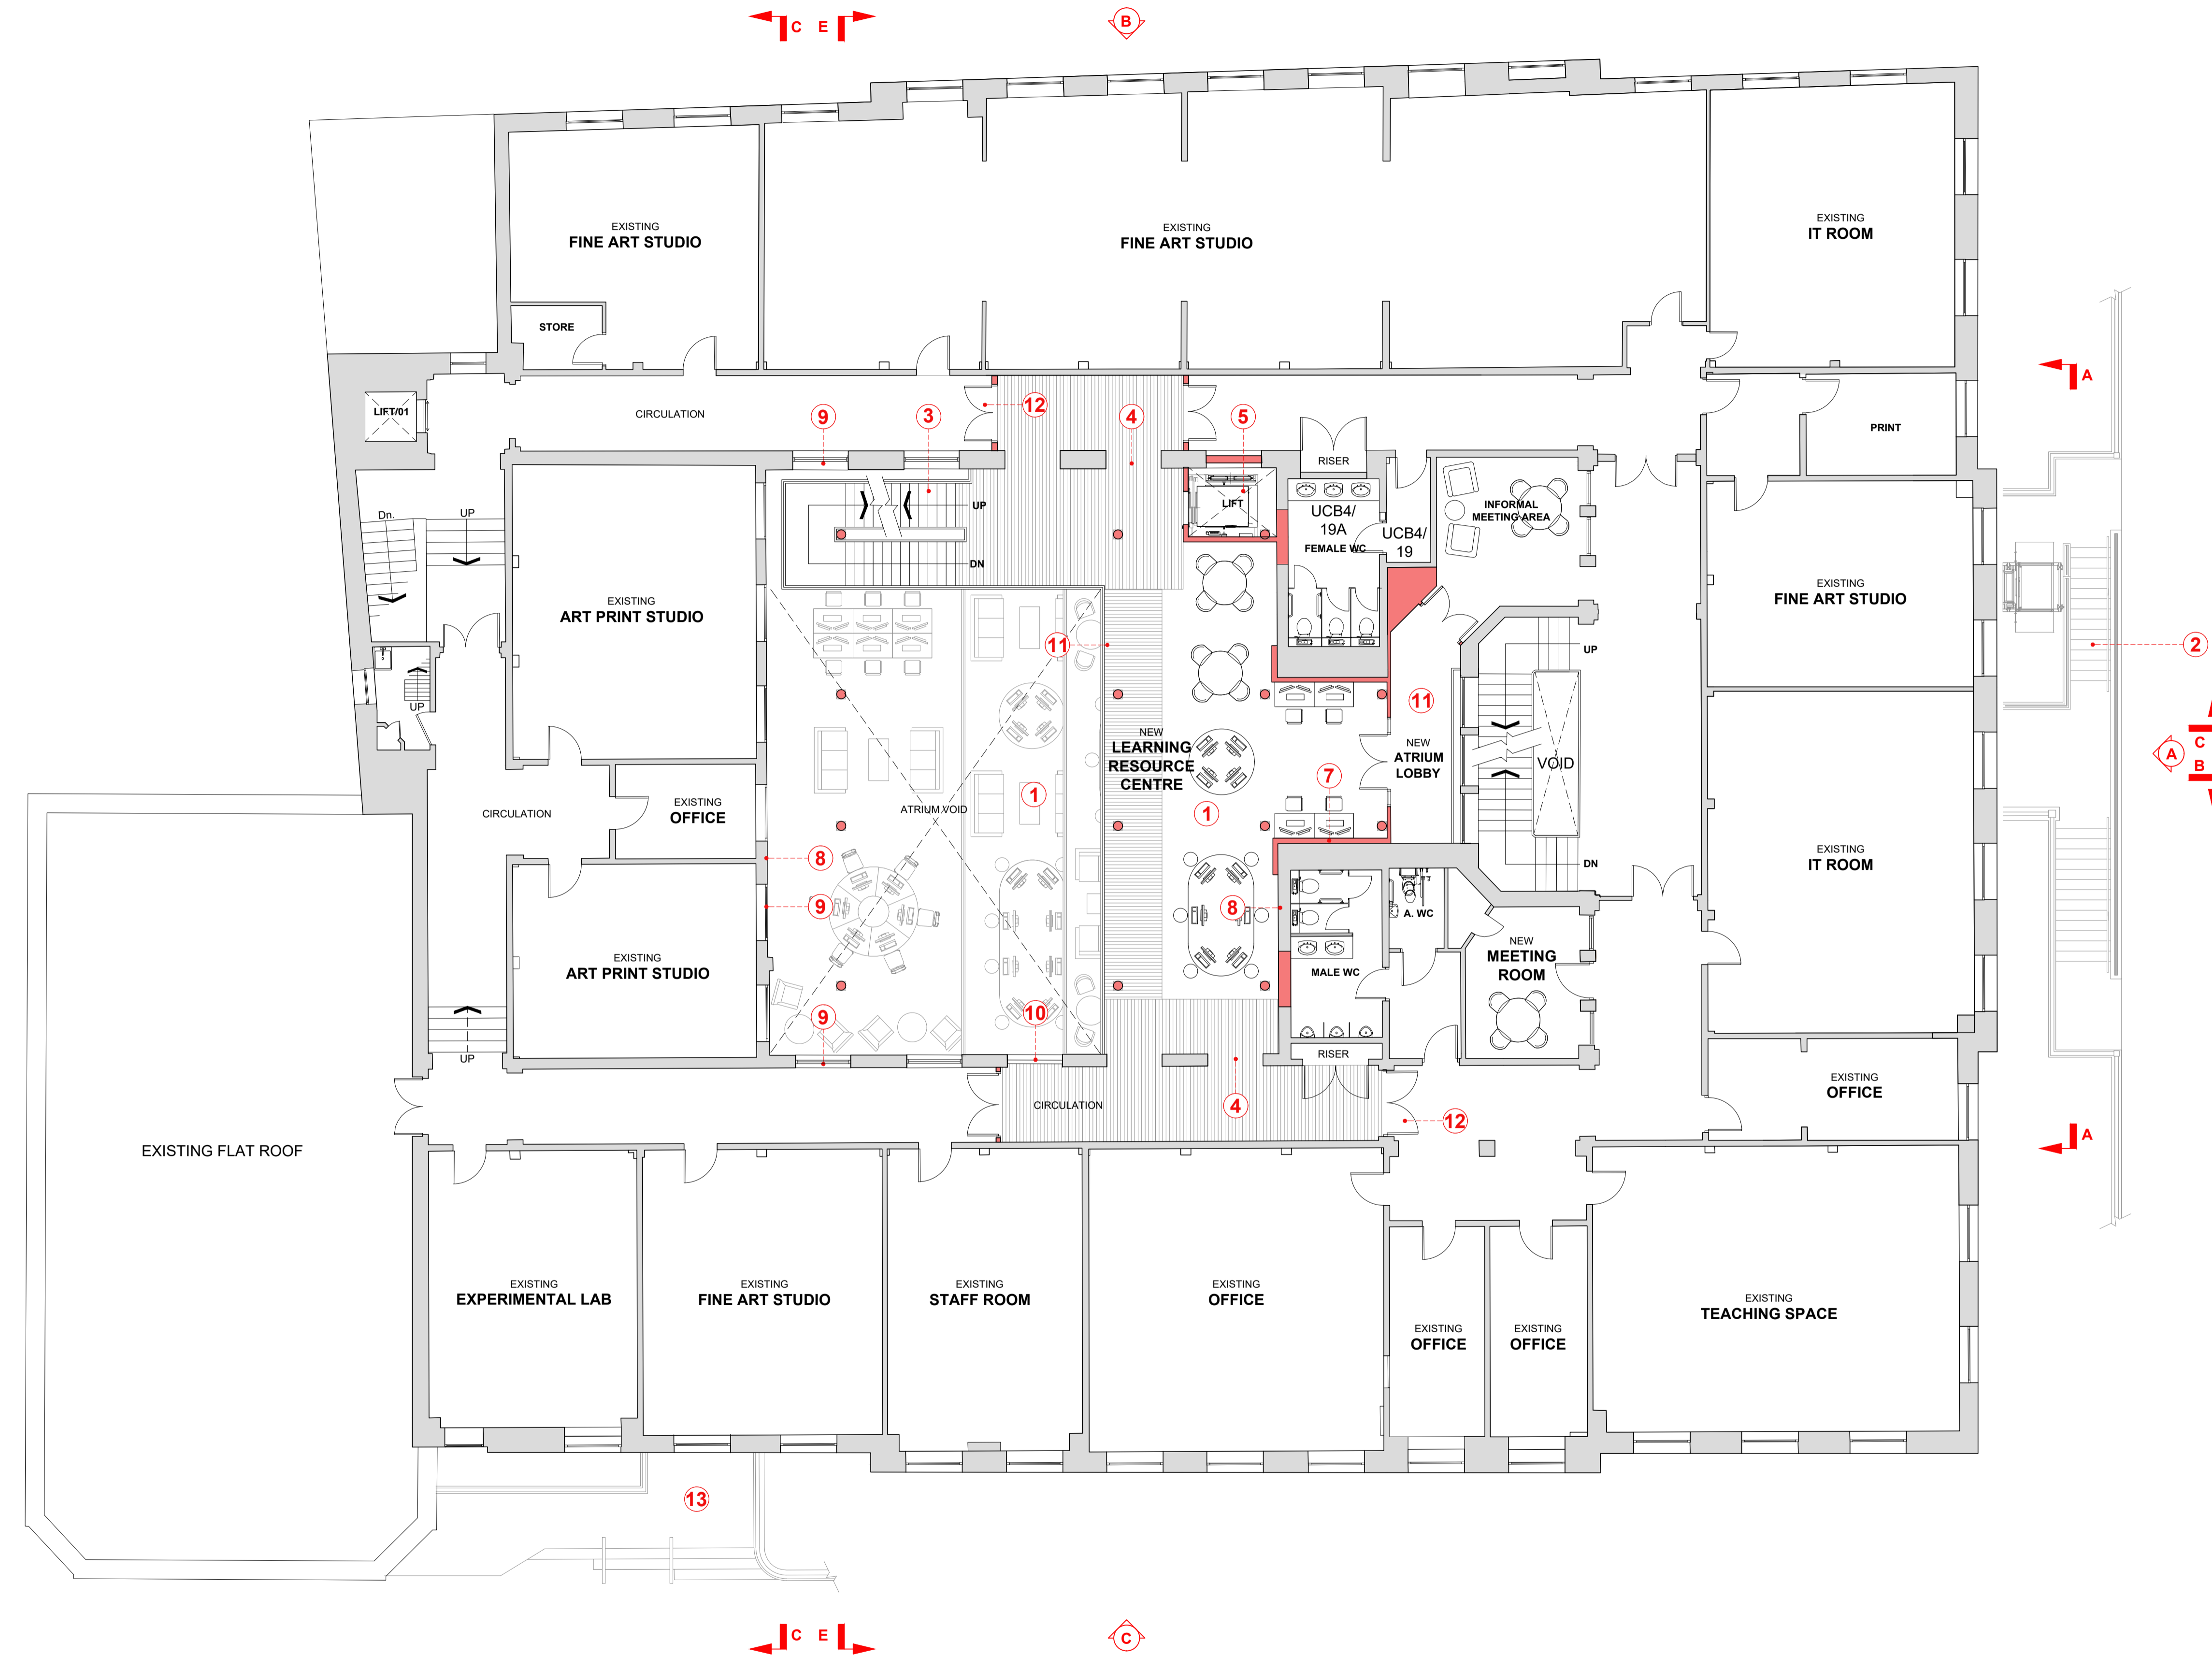 C E
B
EXISTING
FINE ART STUDIO
EXISTING
FINE ART STUDIO
EXISTING
IT ROOM
STORE
A
LIFT/01
CIRCULATION
9
3
12
4
5
PRINT
RISER
LIFT
UP
UCB4/
19A
FEMALE WC
UCB4/
19
INFORMAL
MEETING AREA
Dn.
UP
DN
EXISTING
ART PRINT STUDIO
EXISTING
FINE ART STUDIO
11
UP
2
UP
11
NEW
LEARNING
RESOURCE
CENTRE
NEW
ATRIUM
LOBBY
VOID
C
A
B
7
1
1
ATRIUM VOID
CIRCULATION
EXISTING
OFFICE
8
DN
EXISTING
IT ROOM
9
8
A. WC
EXISTING
ART PRINT STUDIO
MALE WC
NEW
MEETING
ROOM
9
10
UP
RISER
EXISTING
OFFICE
CIRCULATION
4
12
A
EXISTING FLAT ROOF
EXISTING
EXPERIMENTAL LAB
EXISTING
FINE ART STUDIO
EXISTING
STAFF ROOM
EXISTING
OFFICE
EXISTING
OFFICE
EXISTING
OFFICE
EXISTING
TEACHING SPACE
13
C E
C